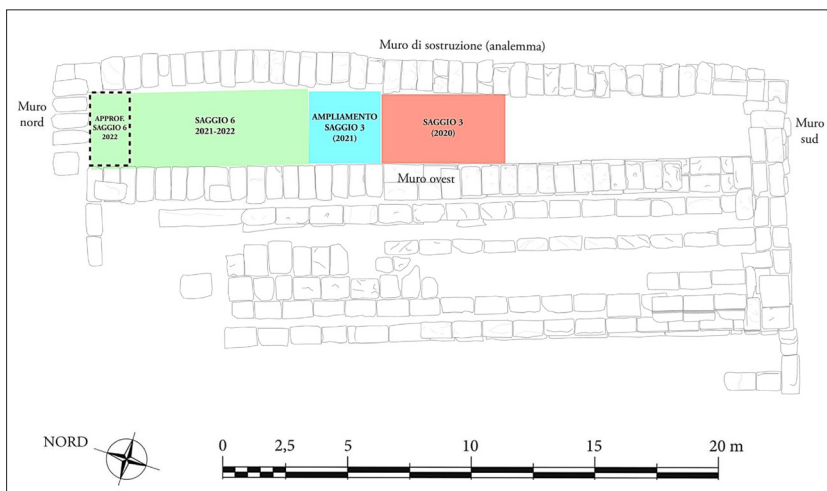 Muro di sostruzione (analemma)
Muro
nord
APPROF.
SAGGIO 6
2022
SAGGIO 6
2021-2022
AMPLIAMENTO
SAGGIO 3
(2021)
SAGGIO 3
(2020)
Muro
sud
Muro ovest
NORD
0 2,5 5 10 15 20 m